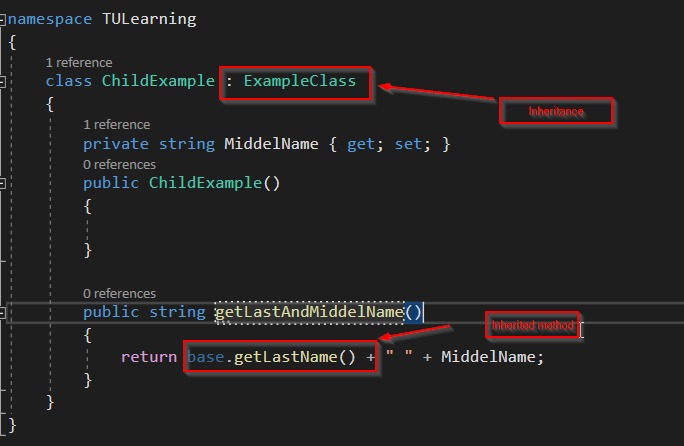 namespace TULearning
{
1 reference
class ChildExample : ExampleClass
Inheritance
{
1 reference
private string MiddelName { get; set; }
0 references
public ChildExample()
{
}
0 references
public string getLastAndMiddelName()
Inherited method
{
return base.getLastName() + " " + MiddelName;
}
}
}